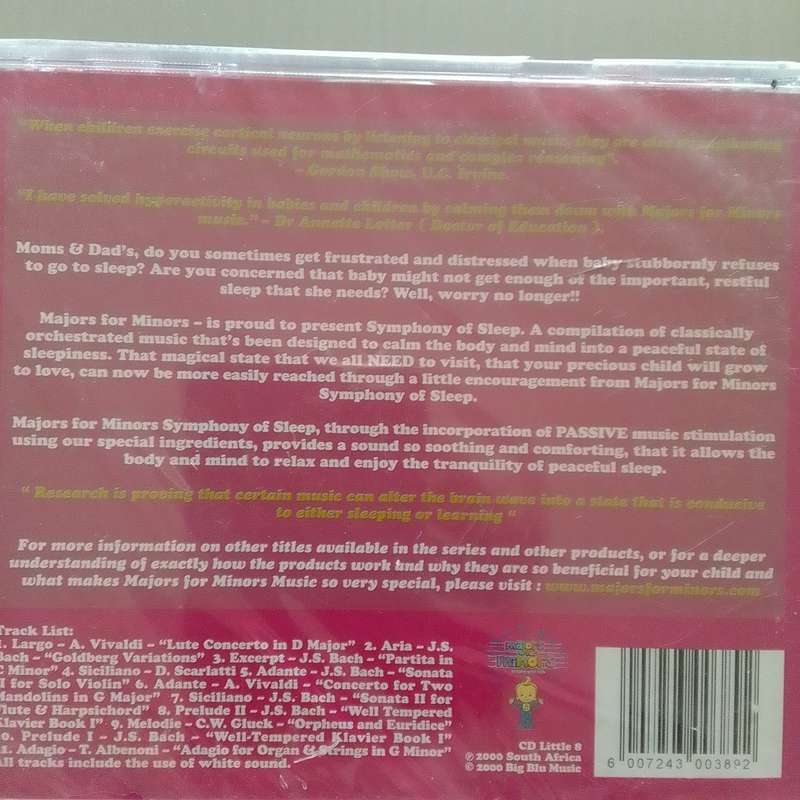 "When children exercise cortical neurons by listening to classical music, they are also strengthening
circuits used for mathematics and complex reasoning".
- Gordon Shaw, U.C. Irvine.
"I have solved hyperactivity in babies and children by calming them down with Majors for Minors
music." - Dr Annette Lotter ( Doctor of Education ).
Moms & Dad's, do you sometimes get frustrated and distressed when baby stubbornly refuses
to go to sleep? Are you concerned that baby might not get enough of the important, restful
sleep that she needs? Well, worry no longer!!
Majors for Minors - is proud to present Symphony of Sleep. A compilation of classically
orchestrated music that's been designed to calm the body and mind into a peaceful state of
sleepiness. That magical state that we all NEED to visit, that your precious child will grow
to love, can now be more easily reached through a little encouragement from Majors for Minors
Symphony of Sleep.
Majors for Minors Symphony of Sleep, through the incorporation of PASSIVE music stimulation
using our special ingredients, provides a sound so soothing and comforting, that it allows the
body and mind to relax and enjoy the tranquility of peaceful sleep.
" Research is proving that certain music can alter the brain wave into a state that is conducive
to either sleeping or learning "
For more information on other titles available in the series and other products, or for a deeper
understanding of exactly how the products work and why they are so beneficial for your child and
what makes Majors for Minors Music so very special, please visit : www.majorsforminors.com
Track List:
1. Largo - A. Vivaldi - "Lute Concerto in D Major" 2. Aria - J.S.
Bach - "Goldberg Variations" 3. Excerpt - J.S. Bach - "Partita in
C Minor" 4. Siciliano - D. Scarlatti 5. Adante - J.S. Bach - "Sonata
II for Solo Violin" 6. Adante - A. Vivaldi - "Concerto for Two
Mandolins in G Major" 7. Siciliano - J.S. Bach - "Sonata II for
Flute & Harpsichord" 8. Prelude II - J.S. Bach - "Well Tempered
Klavier Book I" 9. Melodie - C.W. Gluck - "Orpheus and Euridice"
10. Prelude I - J.S. Bach - "Well-Tempered Klavier Book I"
11. Adagio - T. Albenoni - "Adagio for Organ & Strings in G Minor"
All tracks include the use of white sound.
Majors for Minors
CD Little 8
℗ 2000 South Africa
© 2000 Big Blu Music
6 007243 003892